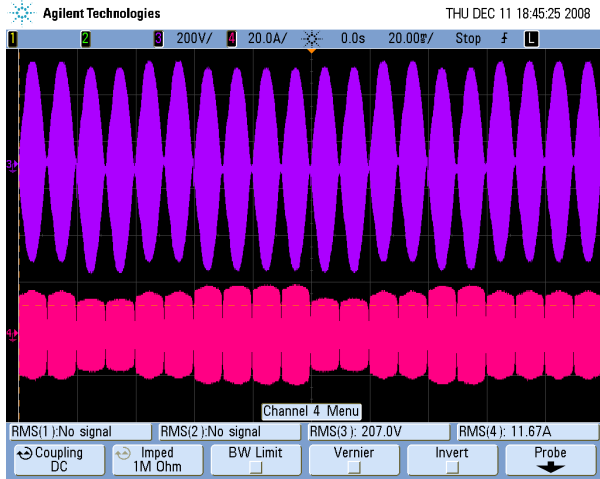 Agilent Technologies THU DEC 11 18:45:25 2008
1 2 3 200V/ 4 20.0A/ 0.0s 20.00ms/ Stop L
3
4
Channel 4 Menu
RMS(1):No signal RMS(2):No signal RMS(3): 207.0V RMS(4): 11.67A
Coupling Imped BW Limit Vernier Invert Probe
DC 1M Ohm